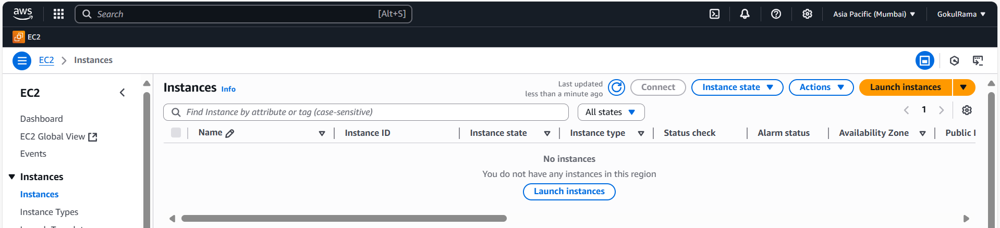 aws
Search [Alt+S]
Asia Pacific (Mumbai) GokulRama
EC2
EC2 Instances
EC2
Dashboard
EC2 Global View
Events
Instances
Instances
Instance Types
Instances Info
Last updated
less than a minute ago
Connect Instance state Actions Launch instances
Find Instance by attribute or tag (case-sensitive) All states 1
Name Instance ID Instance state Instance type Status check Alarm status Availability Zone Public
No instances
You do not have any instances in this region
Launch instances